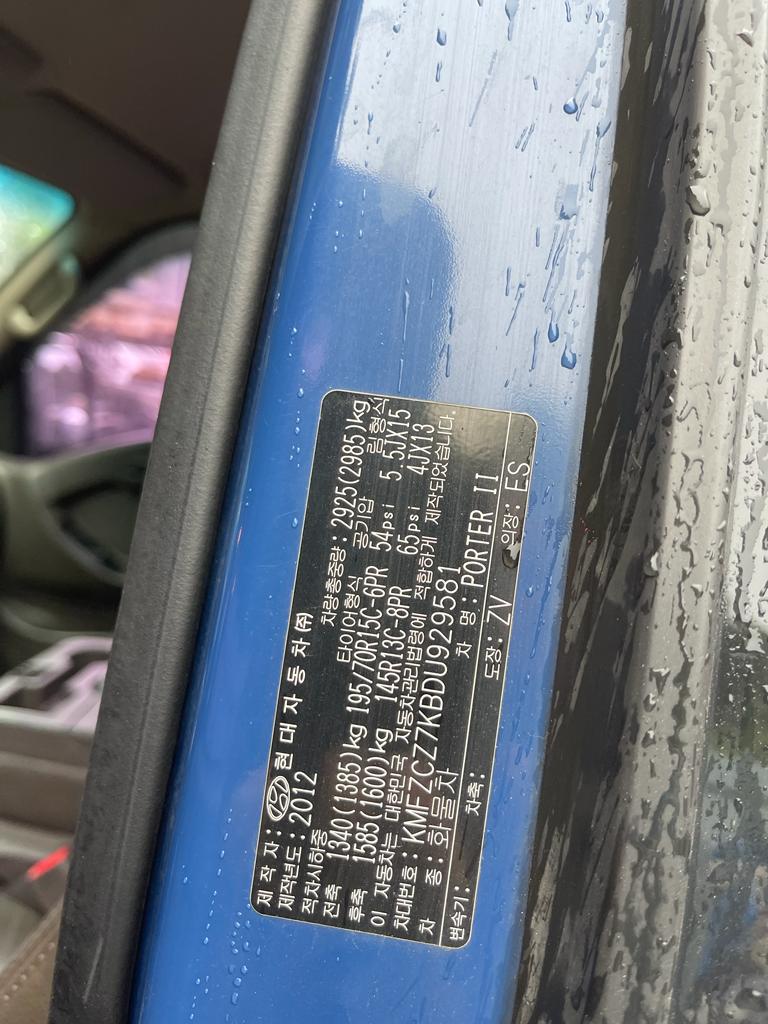 제 작 자 : 현 대 자 동 차 (주)
제작년도 : 2012 차량총중량 : 2925(2985)kg
적차시하중 타이어형식 공기압 림형식
전축 1340(1385)kg 195/70R15C-6PR 54psi 5.5JX15
후축 1585(1600)kg 145R13C-8PR 65psi 4JX13
이 자동차는 대한민국 자동차관리법령에 적합하게 제작되었습니다.
차대번호 : KMFZCZ7KBDU929581
차 종 : 화물차 차 명 : PORTER II
변속기 : 차축 : 도장 : ZV 의장 : ES